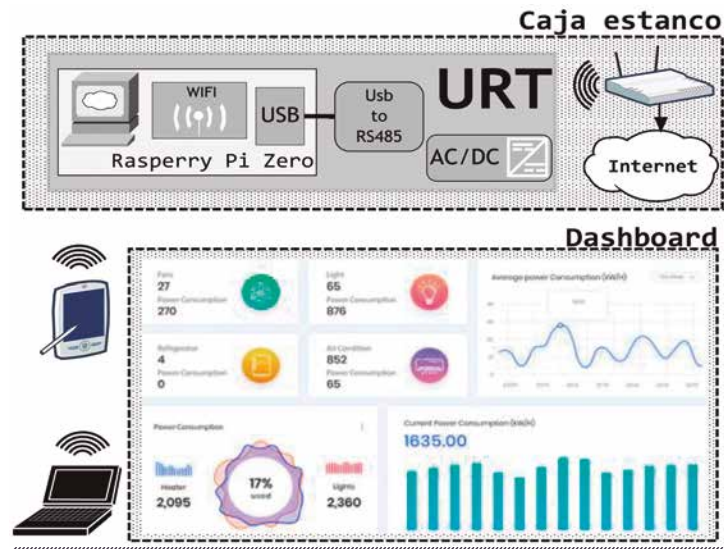 Caja estanco
WIFI
USB
Usb
to
RS485
URT
AC/DC
Rasperry Pi Zero
Internet
Dashboard
Fans
27
Power Consumption
270
Light
65
Power Consumption
876
Average power Consumption (kW/H)
Refrigerator
4
Power Consumption
0
Air Condition
852
Power Consumption
65
Power Consumption
Heater
2,095
17%
used
Lights
2,360
Current Power Consumption (kW/H)
1635.00